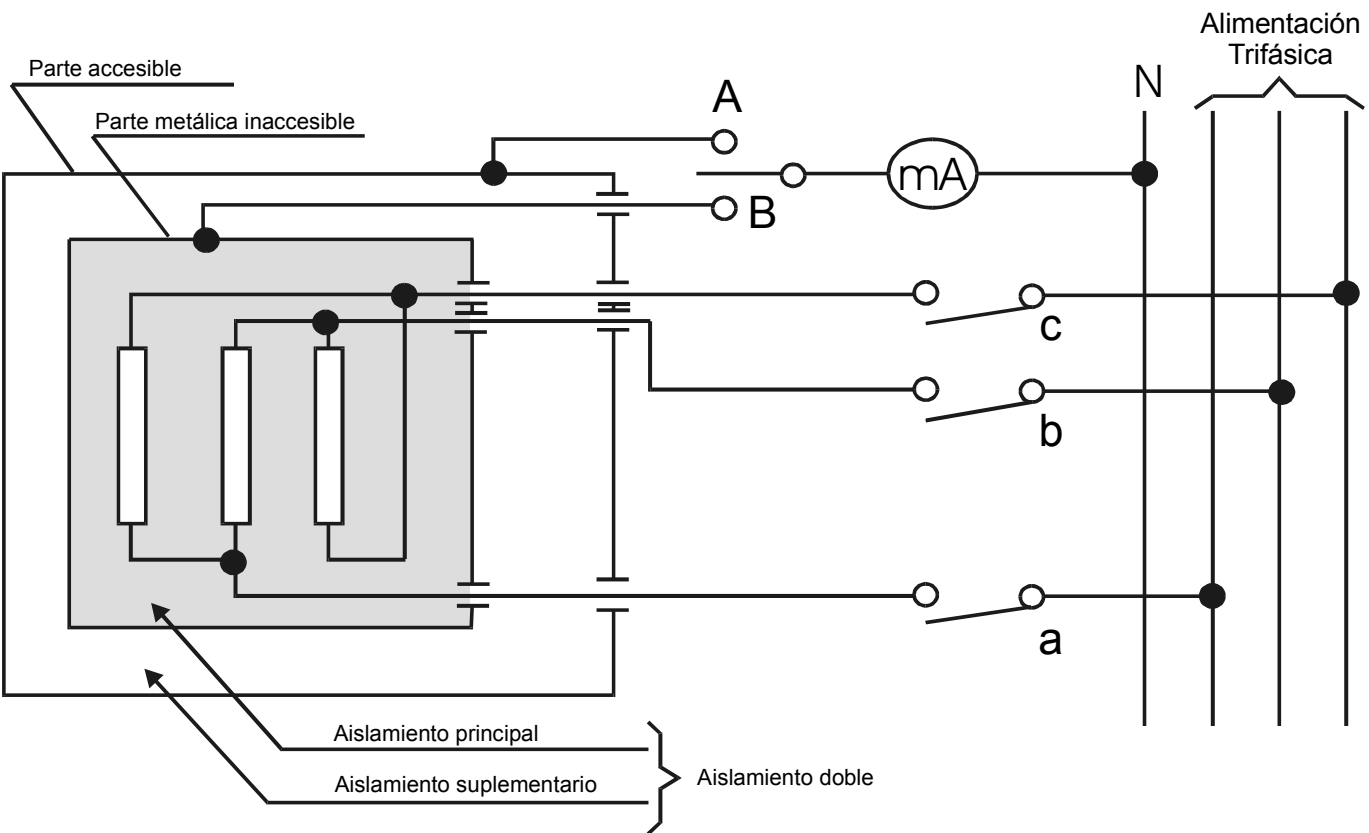 Alimentación
Trifásica
Parte accesible
A
N
Parte metálica inaccesible
mA
B
c
b
a
Aislamiento principal
Aislamiento suplementario
Aislamiento doble